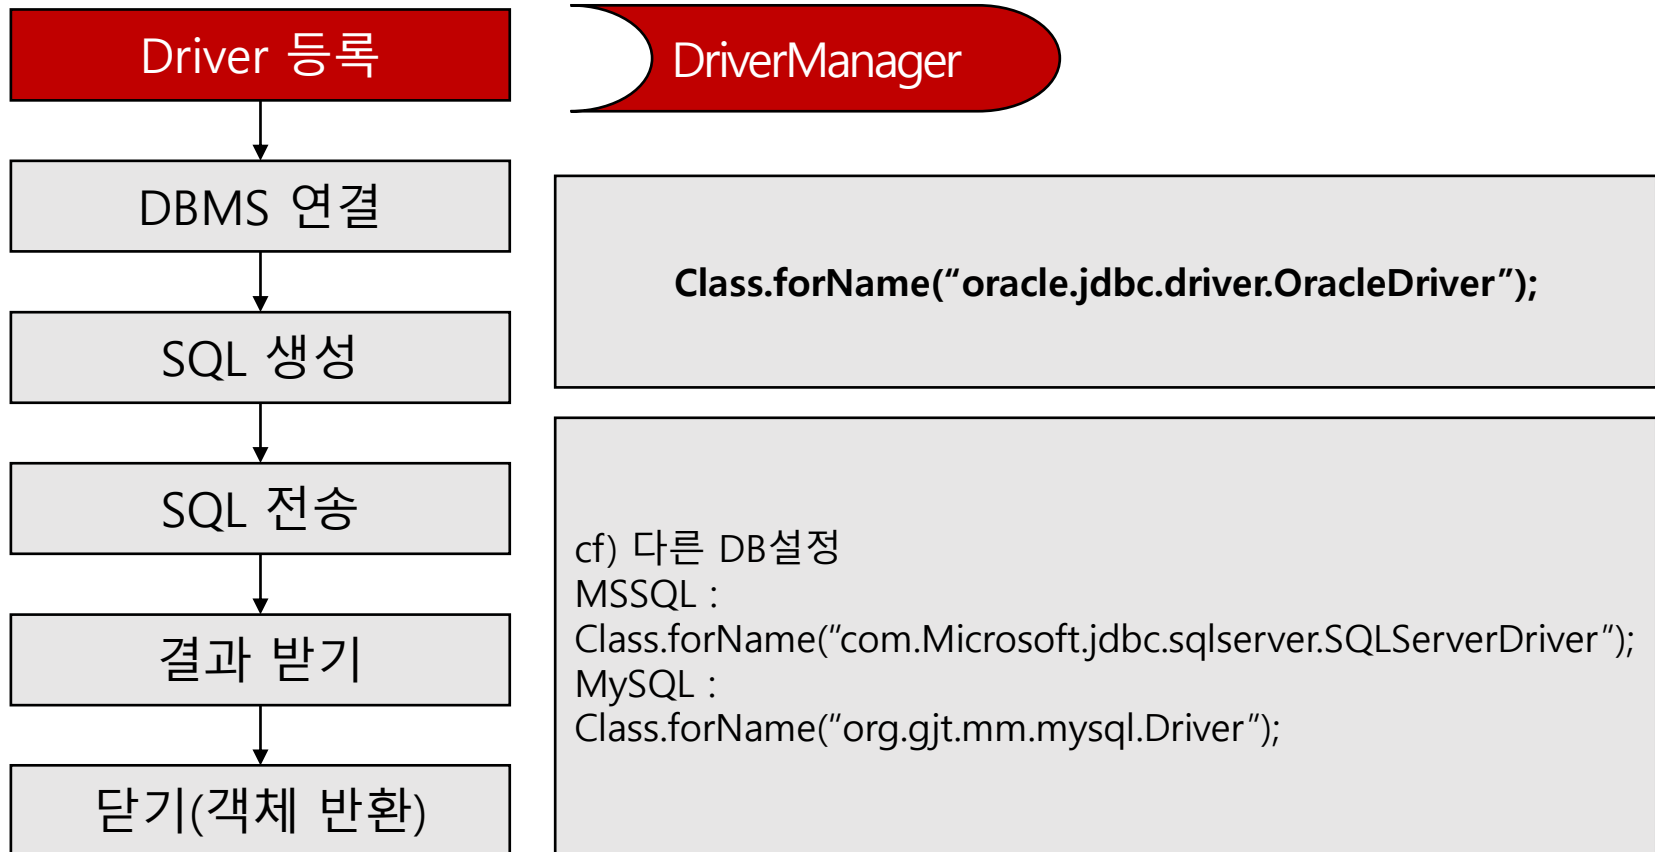 Driver 등록
DriverManager
DBMS 연결
SQL 생성
SQL 전송
결과 받기
닫기(객체 반환)
Class.forName(“oracle.jdbc.driver.OracleDriver”);
cf) 다른 DB설정
MSSQL :
Class.forName(“com.Microsoft.jdbc.sqlserver.SQLServerDriver”);
MySQL :
Class.forName(“org.gjt.mm.mysql.Driver”);